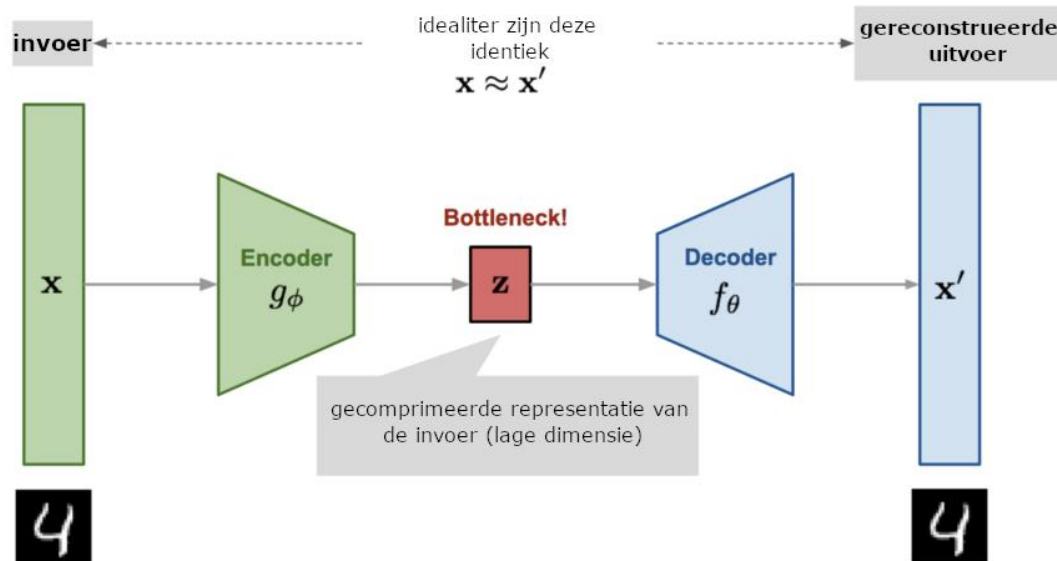 invoer
idealiter zijn deze
identiek
x ≈ x′
gereconstrueerde
uitvoer
x
Encoder
gϕ
Bottleneck!
z
Decoder
fθ
x′
gecomprimeerde representatie van
de invoer (lage dimensie)
4
4